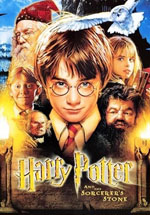 Harry Potter
AND THE
SORCERER'S STONE